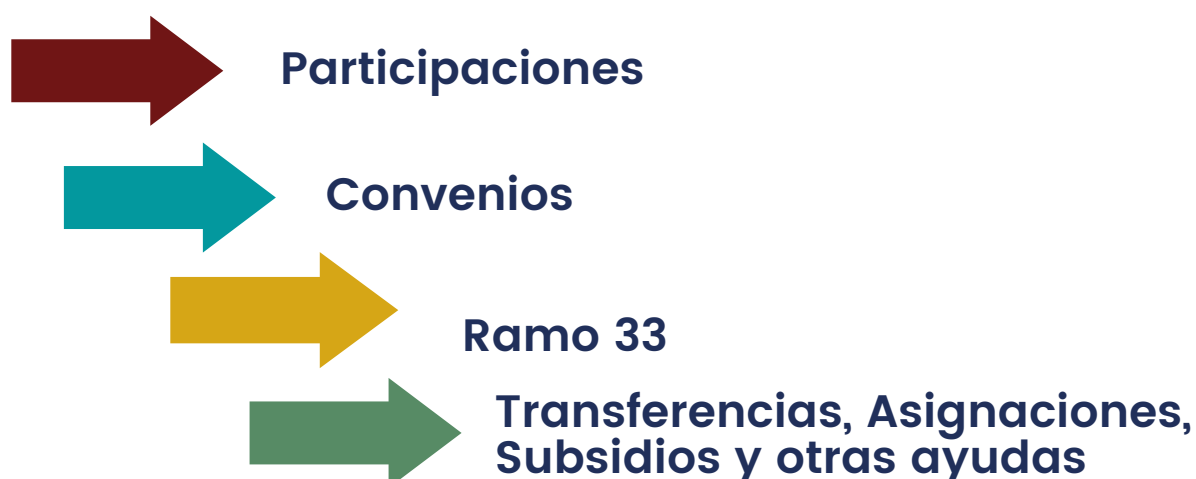 Participaciones
Convenios
Ramo 33
Transferencias, Asignaciones,
Subsidios y otras ayudas